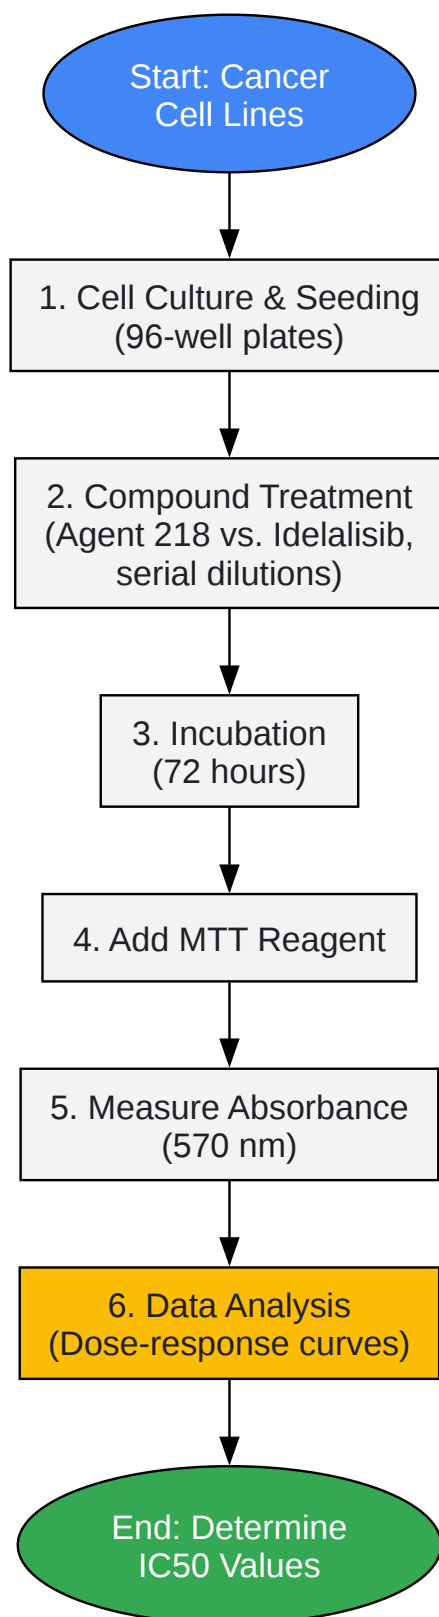 Start: Cancer
Cell Lines
1. Cell Culture & Seeding
(96-well plates)
2. Compound Treatment
(Agent 218 vs. Idelalisib,
serial dilutions)
3. Incubation
(72 hours)
4. Add MTT Reagent
5. Measure Absorbance
(570 nm)
6. Data Analysis
(Dose-response curves)
End: Determine
IC50 Values